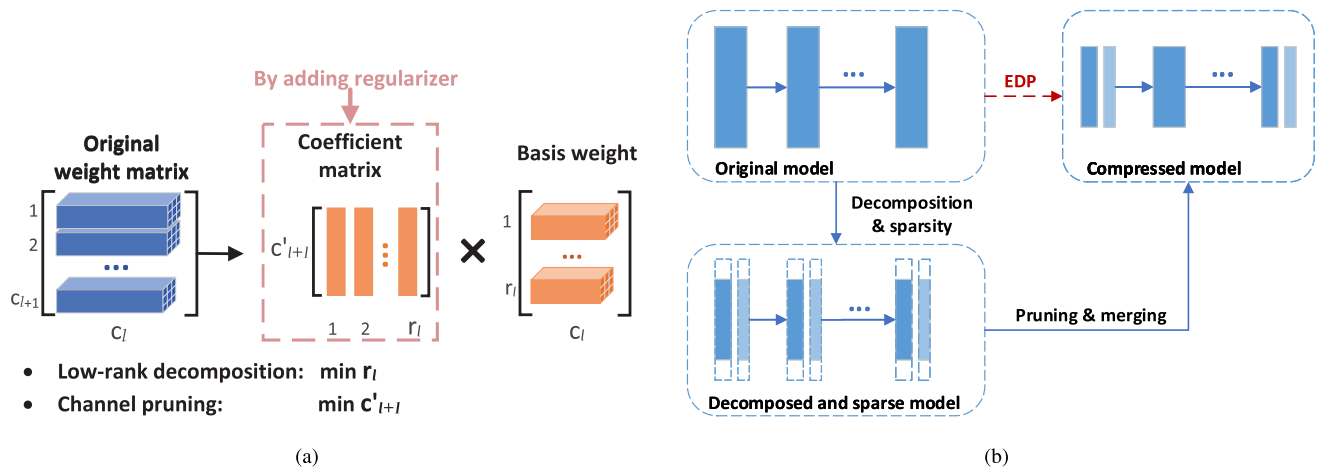 By adding regularizer
Original
weight matrix
Coefficient
matrix
Basis weight
1
2
...
c_{l+1}
c_l
C'_{l+l}
1
2
r_l
×
1
...
r_l
c_l
• Low-rank decomposition: min r_l
• Channel pruning: min c'_{l+l}
(a)
...
Original model
EDP
...
Compressed model
Decomposition
& sparsity
...
Decomposed and sparse model
Pruning & merging
(b)